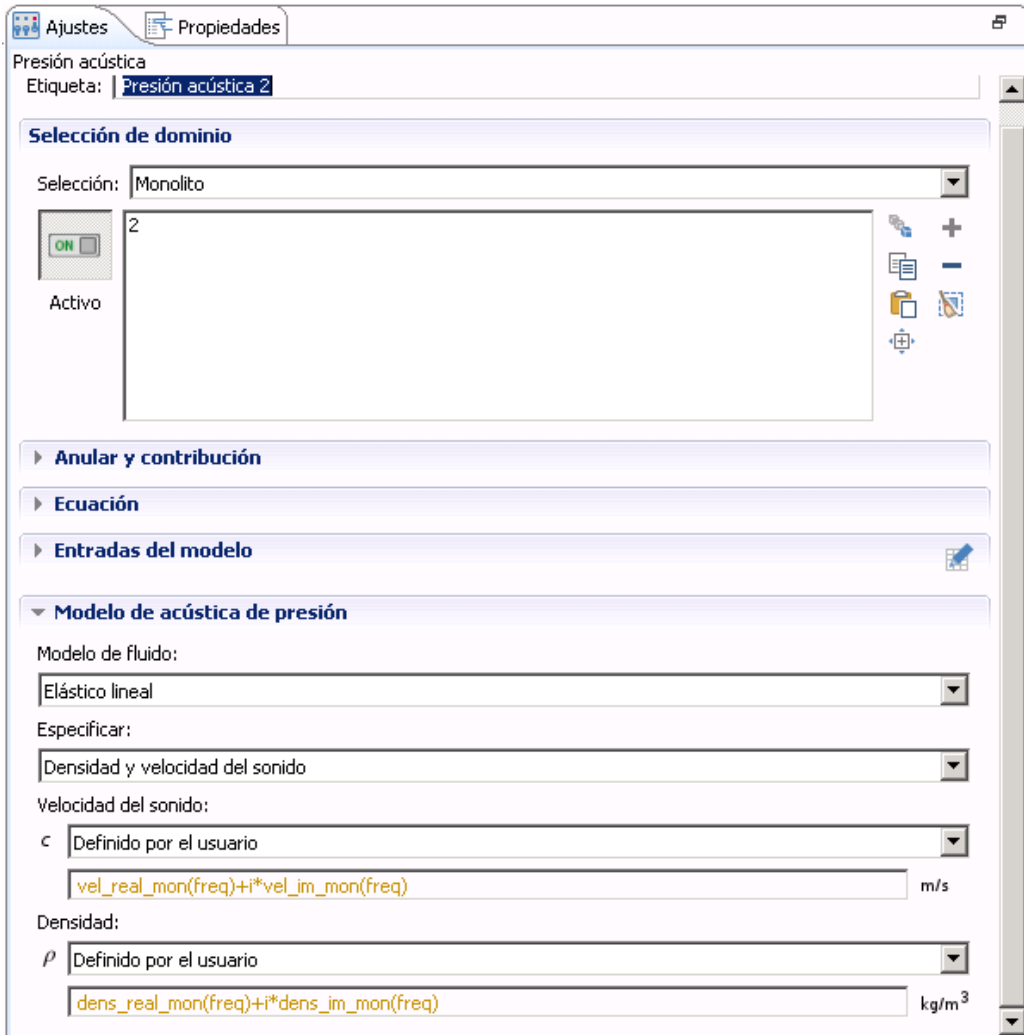 Ajustes Propiedades
Presión acústica
Etiqueta: Presión acústica 2
Selección de dominio
Selección: Monolito
2
ON
Activo
Anular y contribución
Ecuación
Entradas del modelo
Modelo de acústica de presión
Modelo de fluido:
Elástico lineal
Especificar:
Densidad y velocidad del sonido
Velocidad del sonido:
c Definido por el usuario
vel_real_mon(freq)+i*vel_im_mon(freq) m/s
Densidad:
ρ Definido por el usuario
dens_real_mon(freq)+i*dens_im_mon(freq) kg/m³